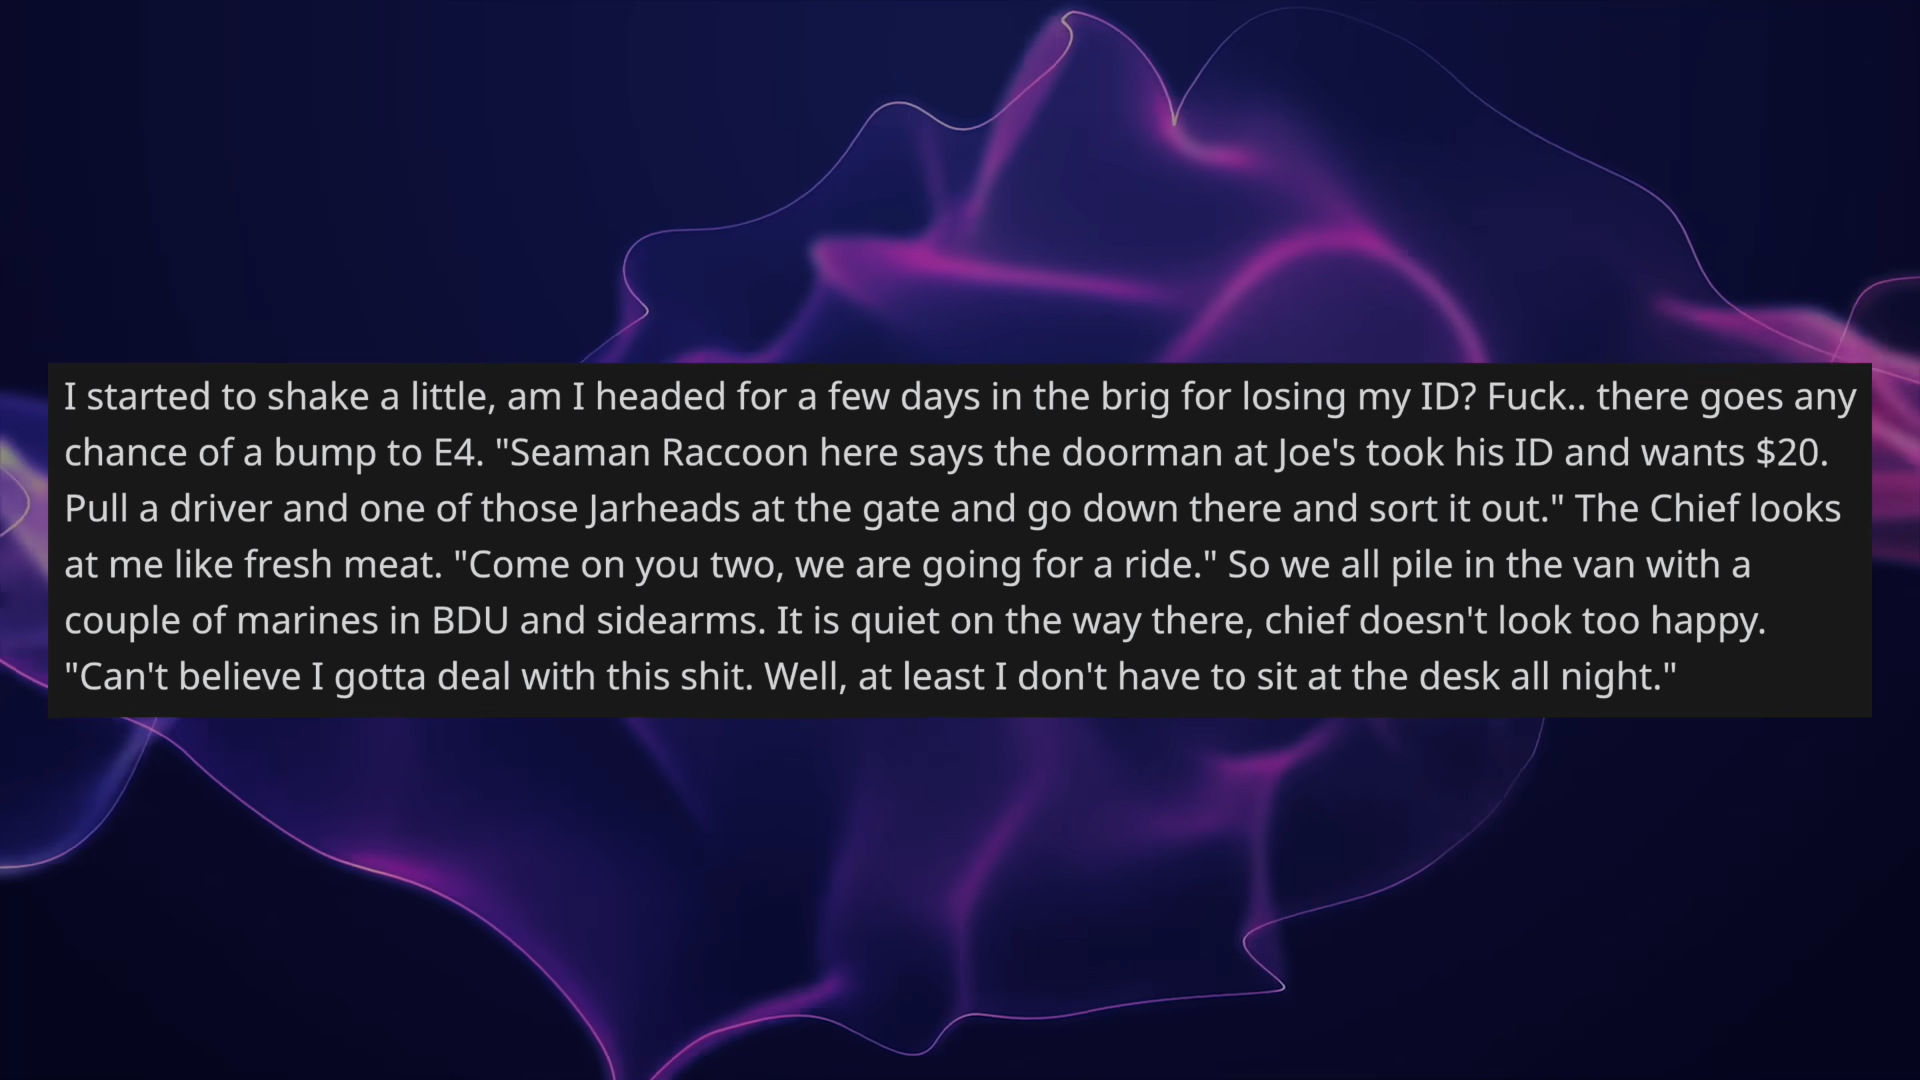 I started to shake a little, am I headed for a few days in the brig for losing my ID? Fuck.. there goes any
chance of a bump to E4. "Seaman Raccoon here says the doorman at Joe's took his ID and wants $20.
Pull a driver and one of those Jarheads at the gate and go down there and sort it out." The Chief looks
at me like fresh meat. "Come on you two, we are going for a ride." So we all pile in the van with a
couple of marines in BDU and sidearms. It is quiet on the way there, chief doesn't look too happy.
"Can't believe I gotta deal with this shit. Well, at least I don't have to sit at the desk all night."